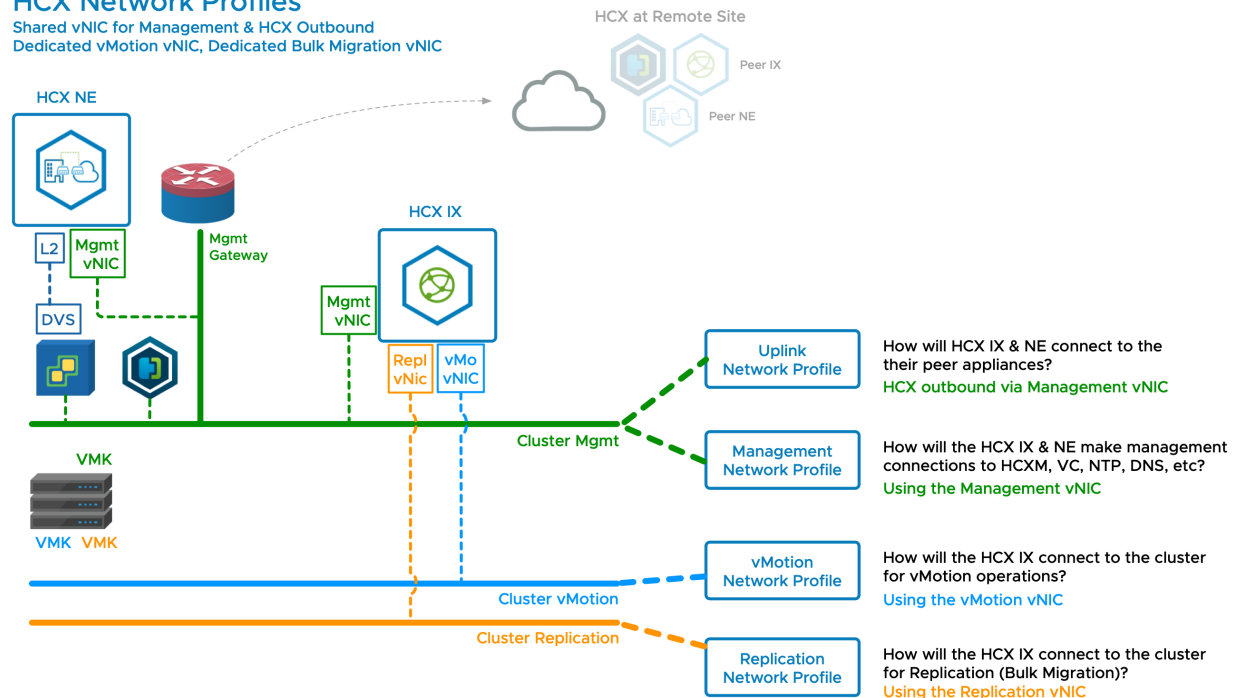 HCX Network Profiles
Shared vNIC for Management & HCX Outbound
Dedicated vMotion vNIC, Dedicated Bulk Migration vNIC
HCX at Remote Site
Peer IX
Peer NE
HCX NE
L2
Mgmt
vNIC
DVS
Mgmt
Gateway
HCX IX
Mgmt
vNIC
Repl
vNic
vMo
vNIC
Cluster Mgmt
VMK
VMK VMK
Cluster vMotion
Cluster Replication
Uplink
Network Profile
How will HCX IX & NE connect to the
their peer appliances?
HCX outbound via Management vNIC
Management
Network Profile
How will the HCX IX & NE make management
connections to HCXM, VC, NTP, DNS, etc?
Using the Management vNIC
vMotion
Network Profile
How will the HCX IX connect to the cluster
for vMotion operations?
Using the vMotion vNIC
Replication
Network Profile
How will the HCX IX connect to the cluster
for Replication (Bulk Migration)?
Using the Replication vNIC